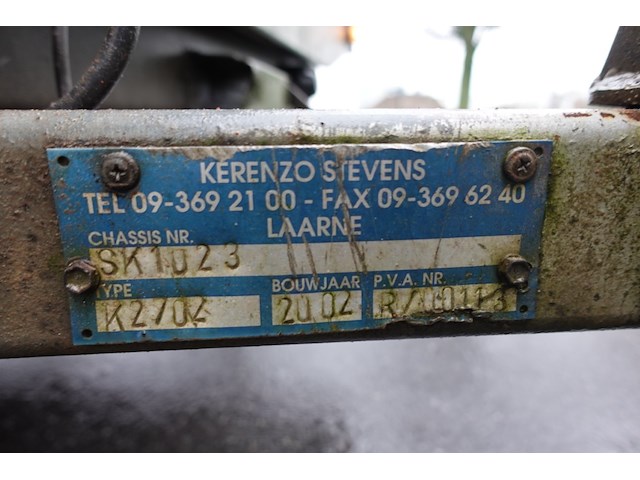 KERENZO STEVENS
TEL 09-369 21 00 - FAX 09-369 62 40
LAARNE
CHASSIS NR.
SK1023
TYPE BOUWJAAR P.V.A. NR.
K2702 2002